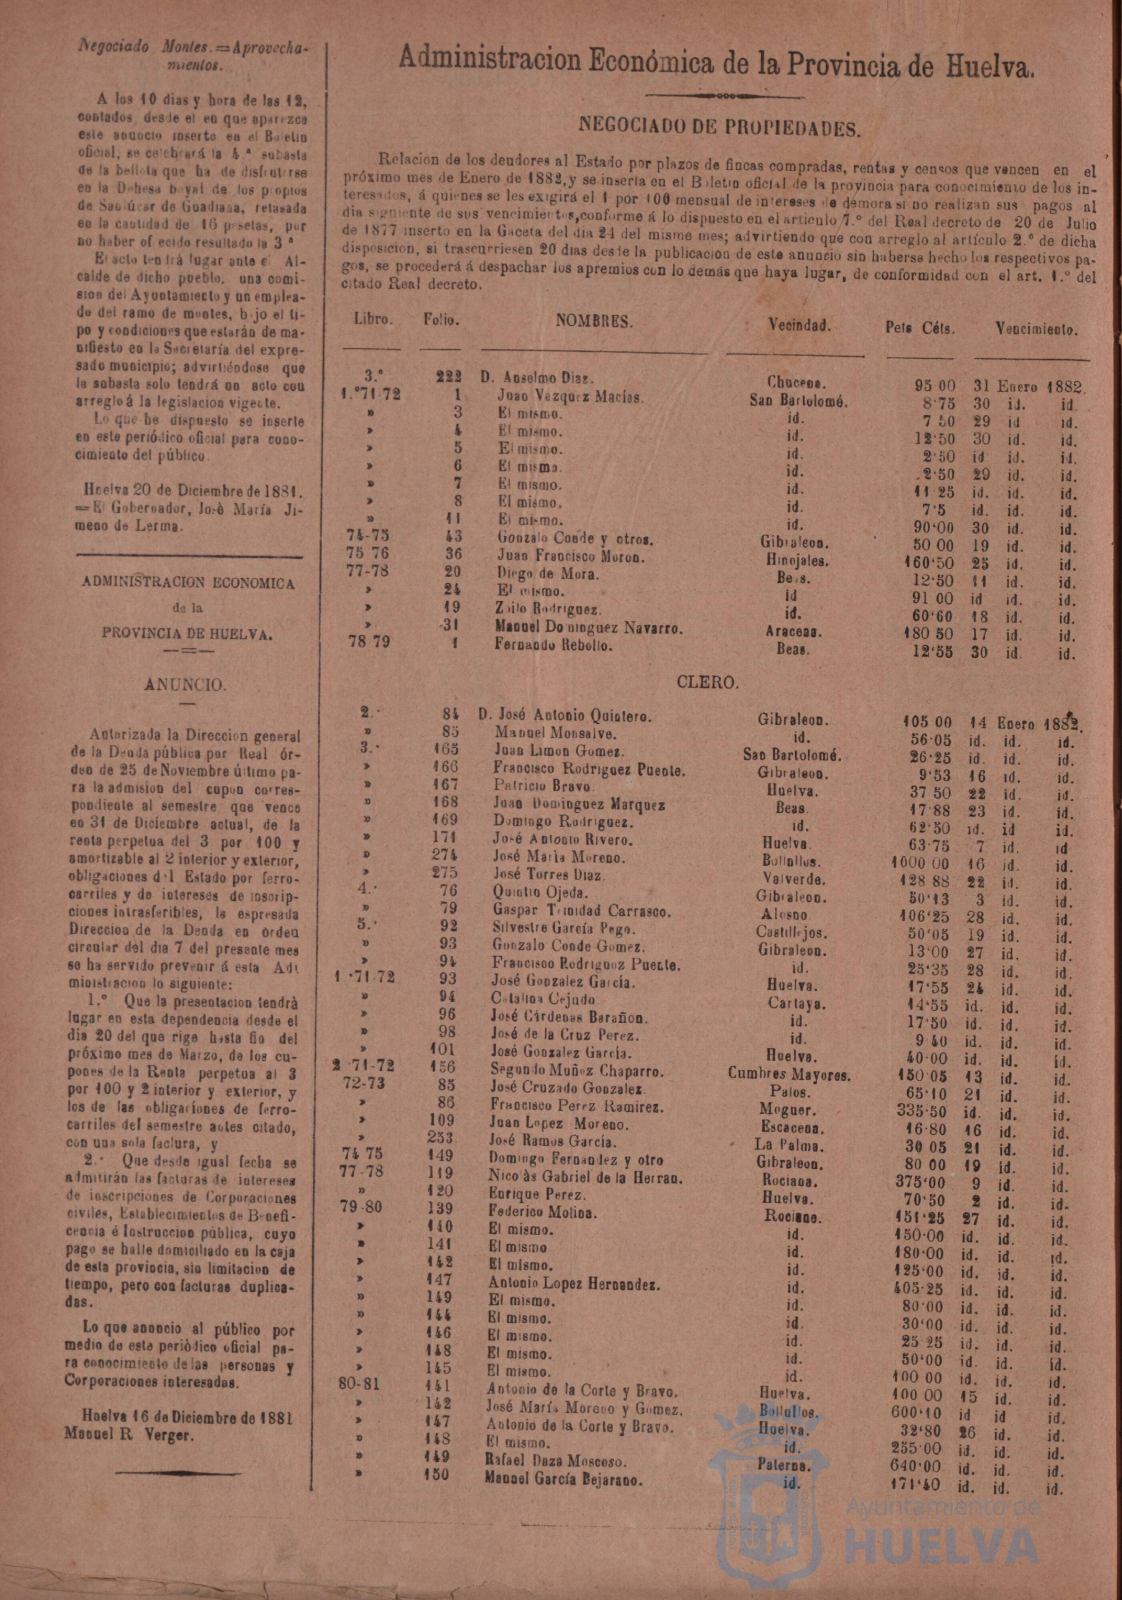 Negociado Montes.=Aprovecha-
mientos.
A los 10 dias y hora de las 12,
contados desde el en que aparezca
este anuncio inserto en el Boletin
oficial, se celebrará la 4.ª subasta
de la bellota que ha de disfrutarse
en la Dehesa boyal de los propios
de Sanlúcar de Guadiana, retasada
en la cantidad de 16 pesetas, por
no haber of ecido resultado la 3.ª
El acto tendrá lugar ante e Al-
calde de dicho pueblo, una comi-
sion del Ayuntamiento y un emplea-
do del ramo de montes, b jo el ti-
po y condiciones que estarán de ma-
nifiesto en la Secretaría del expre-
sado municipio; advirtiéndose que
la subasta solo tendrá un acto con
arreglo á la legislacion vigente.
Lo que he dispuesto se inserte
en este periódico oficial para cono-
cimiento del público.
Huelva 20 de Diciembre de 1881.
=El Gobernador, José María Ji-
meno de Lerma.
ADMINISTRACION ECONOMICA
de la
PROVINCIA DE HUELVA.
ANUNCIO.
Autorizada la Direccion general
de la Deuda pública por Real ór-
den de 25 de Noviembre último pa-
ra la admision del cupon corres-
pondiente al semestre que vence
en 31 de Diciembre actual, de la
renta perpetua del 3 por 100 y
amortizable al 2 interior y exterior,
obligaciones d l Estado por ferro-
carriles y de intereses de inscrip-
ciones intrasferibles, la espresada
Direccion de la Deuda en órden
circular del dia 7 del presente mes
se ha servido prevenir á esta Ad
ministracion lo siguiente:
1.º Que la presentacion tendrá
lugar en esta dependencia desde el
dia 20 del que rige hasta fin del
próximo mes de Marzo, de los cu-
pones de la Renta perpetua al 3
por 100 y 2 interior y exterior, y
los de las obligaciones de ferro-
carriles del semestre antes citado,
con una sola factura, y
2.· Que desde igual fecha se
admitirán las facturas de intereses
de inscripciones de Corporaciones
civiles, Establecimientos de Benefi-
cencia é Instruccion pública, cuyo
pago se halle domiciliado en la caja
de esta provincia, sin limitacion de
tiempo, pero con facturas duplica-
das.
Lo que anuncio al público por
medio de este periódico oficial pa-
ra conocimiento de las personas y
Corporaciones interesadas.
Huelva 16 de Diciembre de 1881
Manuel R. Verger.
Administracion Económica de la Provincia de Huelva.
NEGOCIADO DE PROPIEDADES.
Relacion de los deudores al Estado por plazos de fincas compradas, rentas y censos que vencen en el
próximo mes de Enero de 1882, y se inserta en el Boletin oficial de la provincia para conocimiento de los in-
teresados, á quienes se les exigirá el 1 por 100 mensual de intereses de demora si no realizan sus pagos al
dia siguiente de sus vencimientos, conforme á lo dispuesto en el articulo 7.º del Real decreto de 20 de Julio
de 1877 inserto en la Gaceta del dia 24 del misme mes; advirtiendo que con arreglo al artículo 2.º de dicha
disposicion, si trascurriesen 20 dias desde la publicacion de este anuncio sin haberse hecho los respectivos pa-
gos, se procederá á despachar los apremios con lo demás que haya lugar, de conformidad con el art. 1.º del
citado Real decreto.
Libro. Folio. NOMBRES. Vecindad. Pets Céts. Vencimiento.
3.º 222 D. Anselmo Diaz. Chucena. 95 00 31 Enero 1882.
1.º71-72 1 Juan Vazquez Macías. San Bartolomé. 8·75 30 id. id.
» 3 El mismo. id. 7 50 29 id id.
» 4 El mismo. id. 12·50 30 id. id.
» 5 El mismo. id. 2·50 id id. id.
» 6 El mismo. id. 2·50 29 id. id.
» 7 El mismo. id. 11 25 id. id. id.
» 8 El mismo. id. 7'5 id. id. id.
» 11 El mismo. id. 90·00 30 id. id.
74-75 43 Gonzalo Conde y otros. Gibraleon. 50 00 19 id. id.
75 76 36 Juan Francisco Moron. Hinojales. 160'50 25 id. id.
77-78 20 Diego de Mora. Beas. 12'50 11 id. id.
» 24 El mismo. id 91 00 id id. id.
» 19 Zoilo Rodriguez. id. 60'60 18 id. id.
» 31 Manuel Dominguez Navarro. Aracena. 180 50 17 id. id.
78 79 1 Fernando Rebollo. Beas. 12'55 30 id. id.
CLERO.
2.· 84 D. José Antonio Quintero. Gibraleon. 105 00 14 Enero 1882.
» 85 Manuel Monsalve. id. 56·05 id. id. id.
3.· 165 Juan Limon Gomez. San Bartolomé. 26'25 id. id. id.
» 166 Francisco Rodriguez Puente. Gibraleon. 9'53 16 id. id.
» 167 Patricio Bravo. Huelva. 37 50 22 id. id.
» 168 Juan Dominguez Marquez Beas. 17·88 23 id. id.
» 169 Domingo Rodriguez. id. 62'50 id. id id.
» 171 José Antonio Rivero. Huelva. 63·75 7 id. id
» 274 José María Moreno. Bollullos. 1000 00 16 id. id.
» 275 José Torres Diaz. Valverde. 128 88 22 id. id.
4.· 76 Quintin Ojeda. Gibraleon. 50'13 3 id. id.
» 79 Gaspar Trinidad Carrasco. Alosno 106'25 28 id. id.
5.· 92 Silvestre García Pego. Castillejos. 50'05 19 id. id.
» 93 Gonzalo Conde Gomez. Gibraleon. 13·00 27 id. id.
» 94 Francisco Rodriguez Puente. id. 25'35 28 id. id.
1.º71-72 93 José Gonzalez García. Huelva. 17'55 24 id. id.
» 94 Catalina Cejudo. Cartaya. 14'55 id. id. id.
» 96 José Cárdenas Barañon. id. 17'50 id. id. id.
» 98 José de la Cruz Perez. id. 9 40 id. id. id.
» 101 José Gonzalez García. Huelva. 40·00 id. id. id.
2·71-72 156 Segundo Muñoz Chaparro. Cumbres Mayores. 150'05 13 id. id.
72-73 85 José Cruzado Gonzalez. Palos. 65·10 21 id. id.
» 86 Francisco Perez Ramirez. Moguer. 335·50 id. id. id.
» 109 Juan Lopez Moreno. Escacena. 16·80 16 id. id.
» 253 José Ramos García. La Palma. 30 05 21 id. id.
74 75 149 Domingo Fernandez y otro Gibraleon. 80 00 19 id. id.
77-78 119 Nico às Gabriel de la Herran. Rociana. 375'00 9 id. id.
» 120 Enrique Perez. Huelva. 70'50 2 id. id.
79-80 139 Federico Molina. Rociano. 151'25 27 id. id.
» 140 El mismo. id. 150·00 id. id. id.
» 141 El mismo id. 180·00 id. id. id.
» 142 El mismo. id. 125'00 id. id. id.
» 147 Antonio Lopez Hernandez. id. 405·25 id. id. id.
» 149 El mismo. id. 80'00 id. id. id.
» 144 El mismo. id. 30'00 id. id. id.
» 146 El mismo. id. 25 25 id. id. id.
» 148 El mismo. id. 50'00 id. id. id.
» 145 El mismo. id. 100 00 id. id. id.
80-81 141 Antonio de la Corte y Bravo. Huelva. 100 00 15 id. id.
» 142 José María Moreno y Gomez. Bollullos. 600·10 id id id.
» 147 Antonio de la Corte y Bravo. Huelva. 32'80 26 id. id.
» 148 El mismo. id. 255·00 id. id. id.
» 149 Rafael Daza Moscoso. Paterna. 640'00 id. id. id.
» 150 Manuel García Bejarano. id. 171'40 id. id. id.
Ayuntamiento de
HUELVA